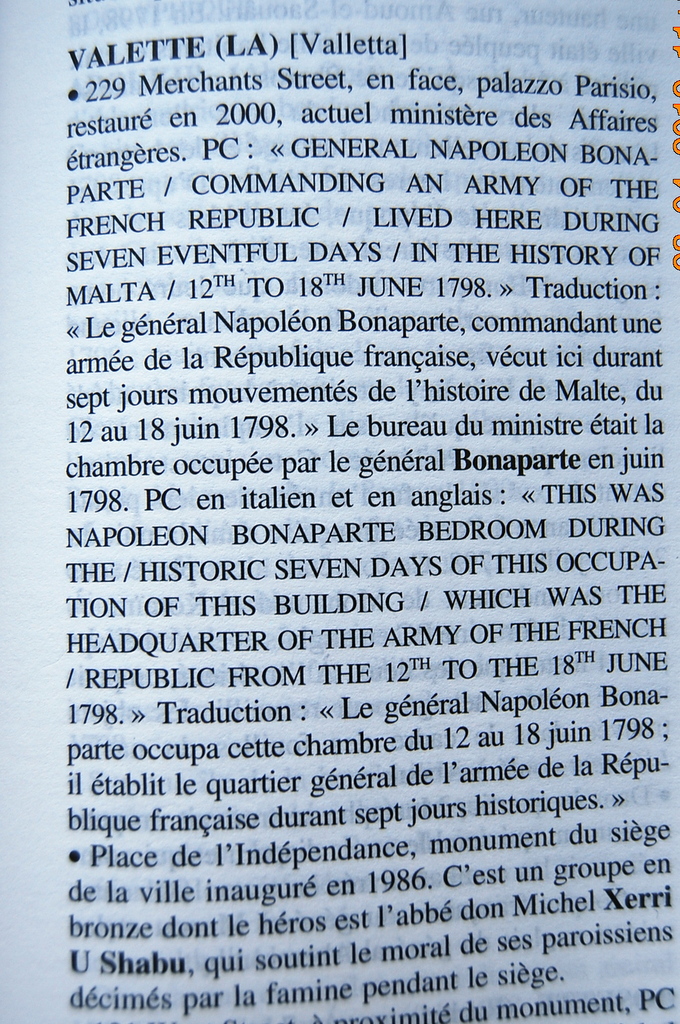 VALETTE (LA) [Valletta]
• 229 Merchants Street, en face, palazzo Parisio,
restauré en 2000, actuel ministère des Affaires
étrangères. PC : « GENERAL NAPOLEON BONA-
PARTE / COMMANDING AN ARMY OF THE
FRENCH REPUBLIC / LIVED HERE DURING
SEVEN EVENTFUL DAYS / IN THE HISTORY OF
MALTA / 12TH TO 18TH JUNE 1798. » Traduction :
« Le général Napoléon Bonaparte, commandant une
armée de la République française, vécut ici durant
sept jours mouvementés de l'histoire de Malte, du
12 au 18 juin 1798. » Le bureau du ministre était la
chambre occupée par le général Bonaparte en juin
1798. PC en italien et en anglais : « THIS WAS
NAPOLEON BONAPARTE BEDROOM DURING
THE / HISTORIC SEVEN DAYS OF THIS OCCUPA-
TION OF THIS BUILDING / WHICH WAS THE
HEADQUARTER OF THE ARMY OF THE FRENCH
/ REPUBLIC FROM THE 12TH TO THE 18TH JUNE
1798. » Traduction : « Le général Napoléon Bona-
parte occupa cette chambre du 12 au 18 juin 1798 ;
il établit le quartier général de l'armée de la Répu-
blique française durant sept jours historiques. »
• Place de l'Indépendance, monument du siège
de la ville inauguré en 1986. C'est un groupe en
bronze dont le héros est l'abbé don Michel Xerri
U Shabu, qui soutint le moral de ses paroissiens
décimés par la famine pendant le siège.
à proximité du monument, PC